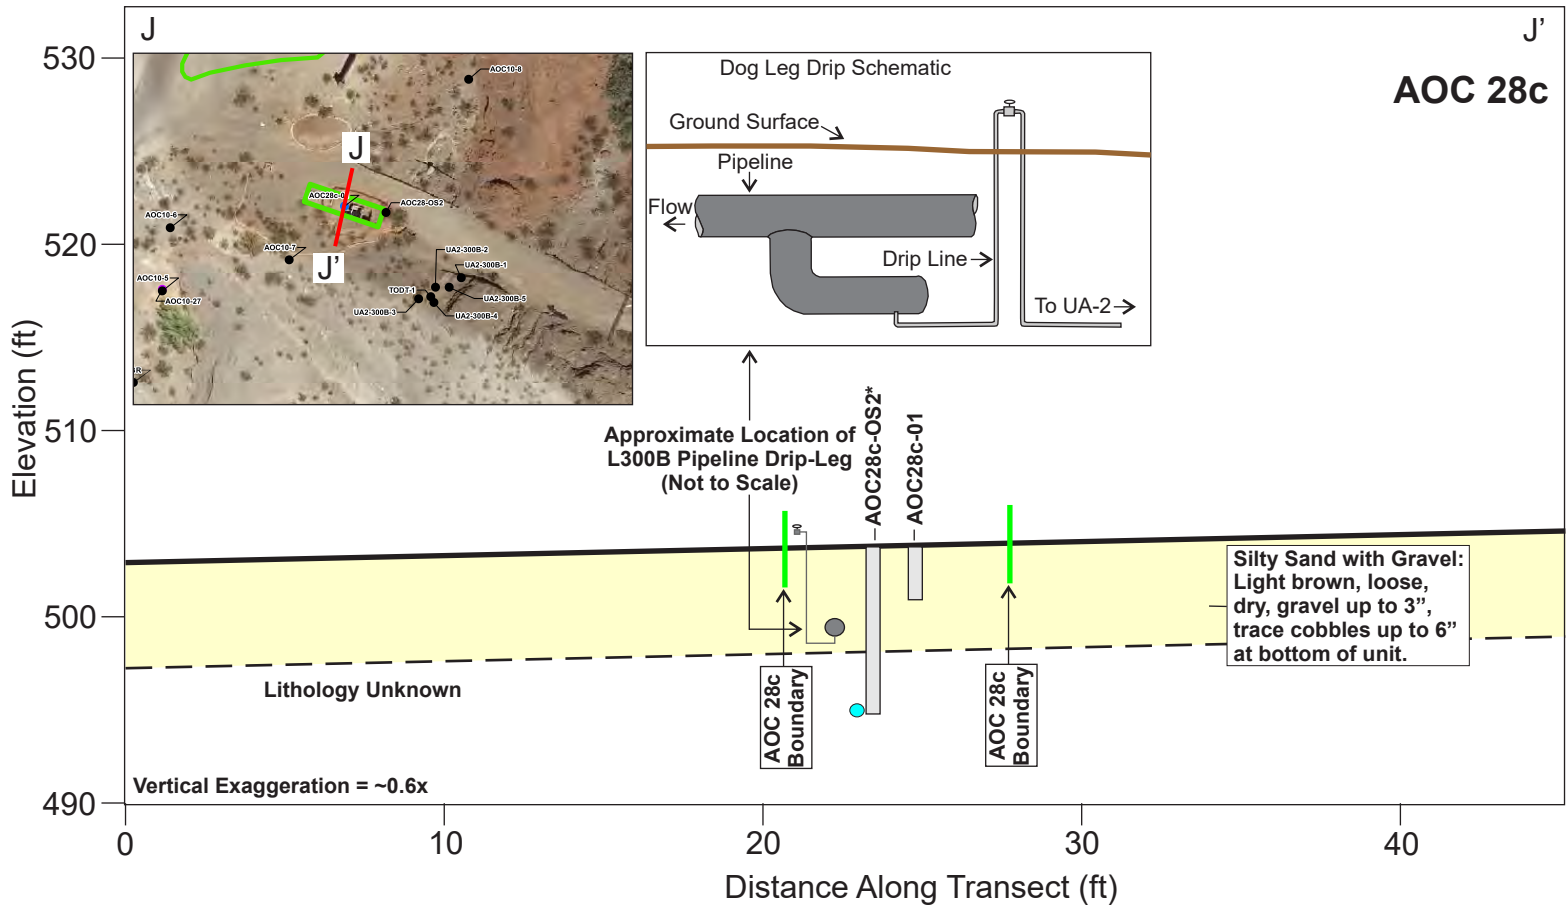 J
J’
AOC 28c
530
520
510
500
490
Elevation (ft)
AOC10-8
J
AOC28c-0
AOC28-OS2
AOC10-6
AOC10-7
J’
UA2-300B-2
UA2-300B-1
AOC10-5
TODT-1
UA2-300B-5
AOC10-27
UA2-300B-3
UA2-300B-4
Dog Leg Drip Schematic
Ground Surface
Pipeline
Flow
Drip Line
To UA-2
Approximate Location of
L300B Pipeline Drip-Leg
(Not to Scale)
AOC28c-OS2*
AOC28c-01
Silty Sand with Gravel:
Light brown, loose,
dry, gravel up to 3”,
trace cobbles up to 6”
at bottom of unit.
Lithology Unknown
AOC 28c
Boundary
AOC 28c
Boundary
Vertical Exaggeration = ~0.6x
0
10
20
30
40
Distance Along Transect (ft)